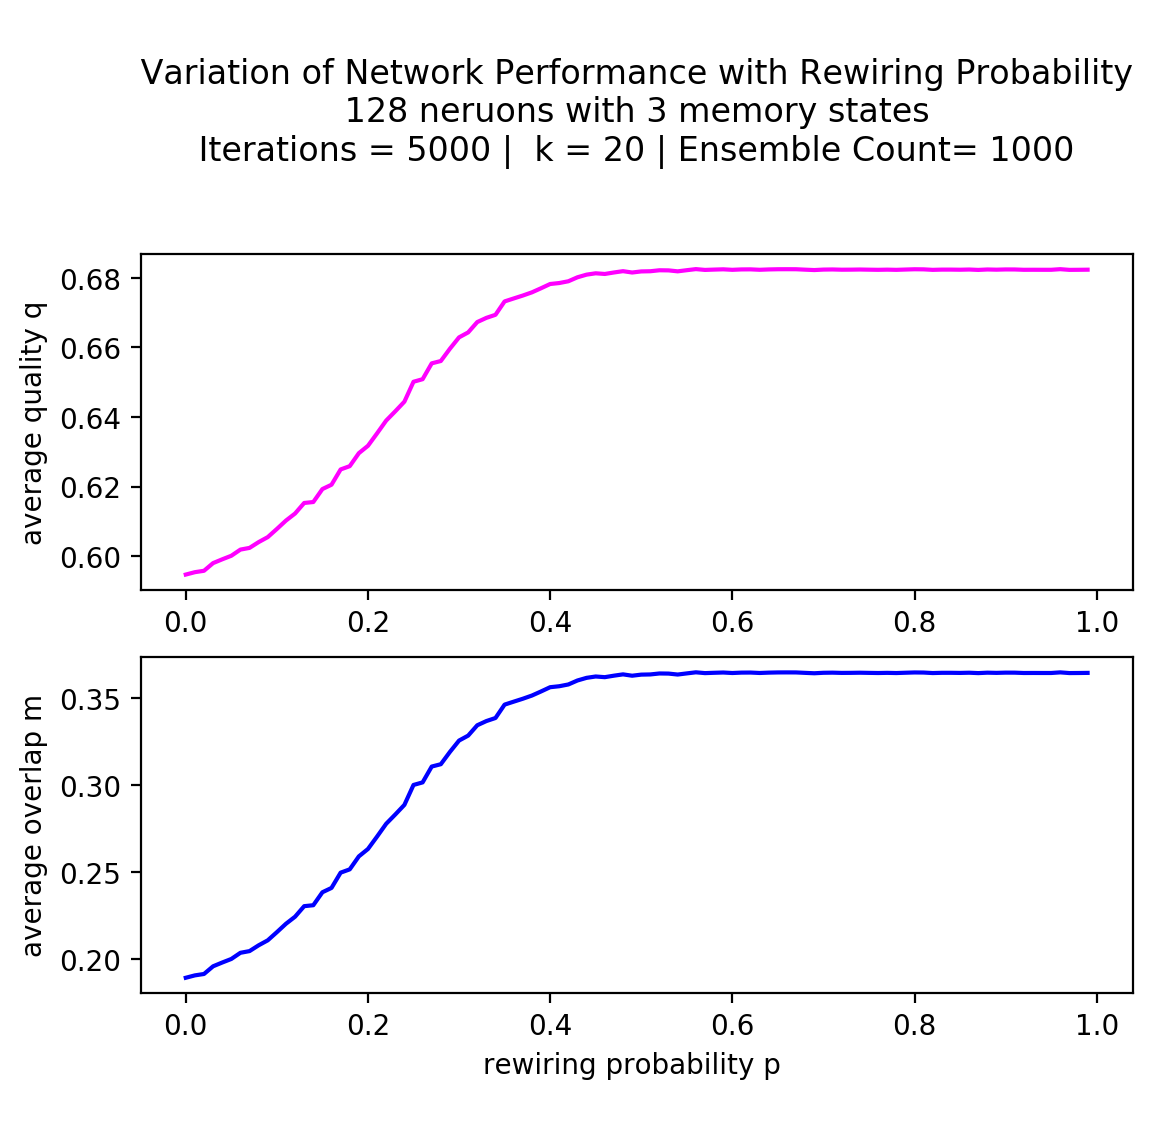 Variation of Network Performance with Rewiring Probability
128 neruons with 3 memory states
Iterations = 5000 |  k = 20 | Ensemble Count= 1000
average quality q
0.68
0.66
0.64
0.62
0.60
0.0 0.2 0.4 0.6 0.8 1.0
average overlap m
0.35
0.30
0.25
0.20
0.0 0.2 0.4 0.6 0.8 1.0
rewiring probability p